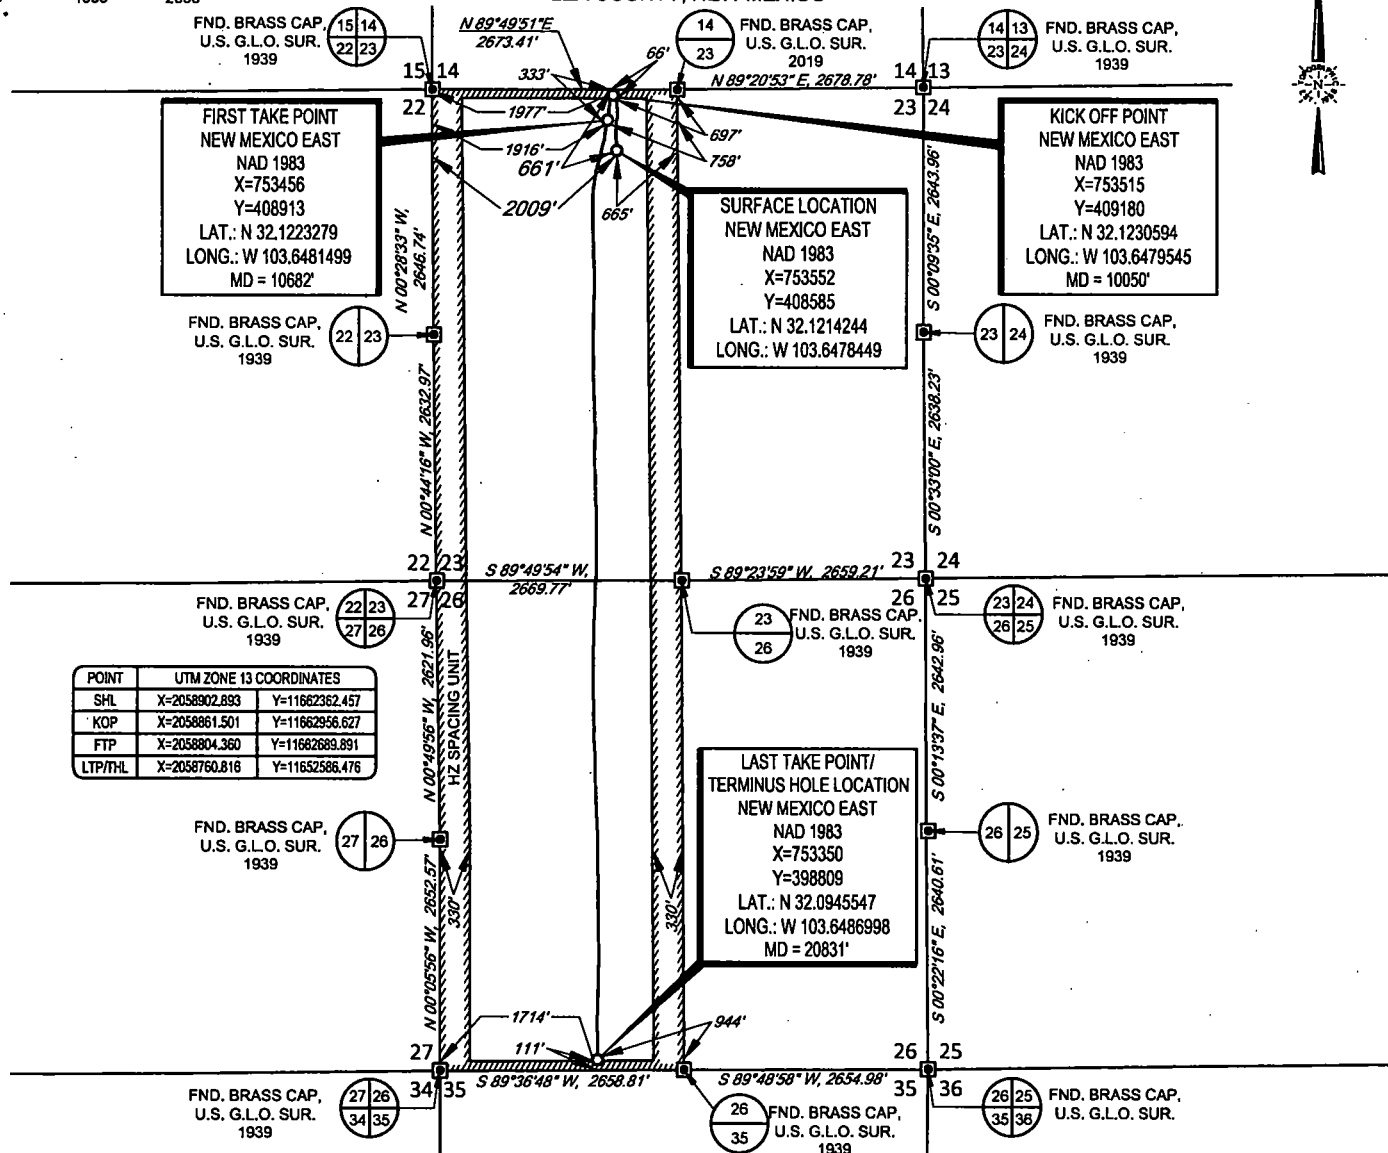 FND. BRASS CAP,
U.S. G.L.O. SUR.
1939
15 14
22 23
N 89°49'51"E
2673.41'
14
23
FND. BRASS CAP,
U.S. G.L.O. SUR.
2019
14 13
23 24
FND. BRASS CAP,
U.S. G.L.O. SUR.
1939
66'
333'
15 14
22
N 89°20'53" E, 2678.78'
14 13
23 24
FIRST TAKE POINT
NEW MEXICO EAST
NAD 1983
X=753456
Y=408913
LAT.: N 32.1223279
LONG.: W 103.6481499
MD = 10682'
1977'
1916'
661'
2009'
697'
758'
665'
KICK OFF POINT
NEW MEXICO EAST
NAD 1983
X=753515
Y=409180
LAT.: N 32.1230594
LONG.: W 103.6479545
MD = 10050'
SURFACE LOCATION
NEW MEXICO EAST
NAD 1983
X=753552
Y=408585
LAT.: N 32.1214244
LONG.: W 103.6478449
N 00°28'33" W,
2646.74'
S 00°09'35" E, 2643.96'
FND. BRASS CAP,
U.S. G.L.O. SUR.
1939
22 23
23 24
FND. BRASS CAP,
U.S. G.L.O. SUR.
1939
N 00°44'16" W, 2632.97'
S 00°33'00" E, 2638.23'
22 23
27 26
S 89°49'54" W,
2669.77'
S 89°23'59" W, 2659.21'
23 24
26 25
FND. BRASS CAP,
U.S. G.L.O. SUR.
1939
22 23
27 26
23
26
FND. BRASS CAP,
U.S. G.L.O. SUR.
1939
23 24
26 25
FND. BRASS CAP,
U.S. G.L.O. SUR.
1939
POINT UTM ZONE 13 COORDINATES
SHL X=2058902.893 Y=11662362.457
KOP X=2058861.501 Y=11662956.627
FTP X=2058804.360 Y=11662689.891
LTP/THL X=2058760.816 Y=11652586.476
N 00°49'56" W, 2621.96'
HZ SPACING UNIT
S 00°13'37" E, 2642.96'
LAST TAKE POINT/
TERMINUS HOLE LOCATION
NEW MEXICO EAST
NAD 1983
X=753350
Y=398809
LAT.: N 32.0945547
LONG.: W 103.6486998
MD = 20831'
FND. BRASS CAP,
U.S. G.L.O. SUR.
1939
27 26
26 25
FND. BRASS CAP,
U.S. G.L.O. SUR.
1939
N 00°05'56" W, 2652.57'
330'
330'
S 00°22'16" E, 2640.61'
1714'
111'
944'
27
34 35
S 89°36'48" W, 2658.81'
S 89°48'58" W, 2654.98'
26 25
35 36
FND. BRASS CAP,
U.S. G.L.O. SUR.
1939
27 26
34 35
26
35
FND. BRASS CAP,
U.S. G.L.O. SUR.
1939
26 25
35 36
FND. BRASS CAP,
U.S. G.L.O. SUR.